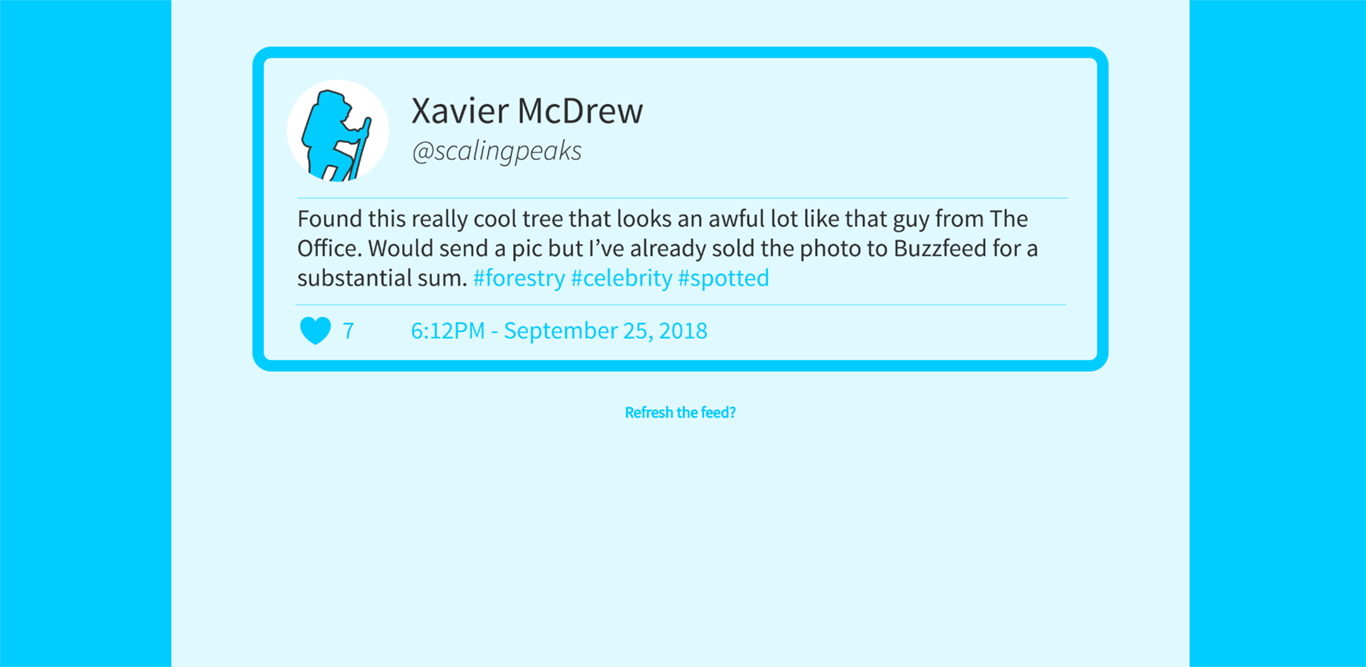 Xavier McDrew
@scalingpeaks
Found this really cool tree that looks an awful lot like that guy from The
Office. Would send a pic but I’ve already sold the photo to Buzzfeed for a
substantial sum. #forestry #celebrity #spotted
7 6:12PM - September 25, 2018
Refresh the feed?